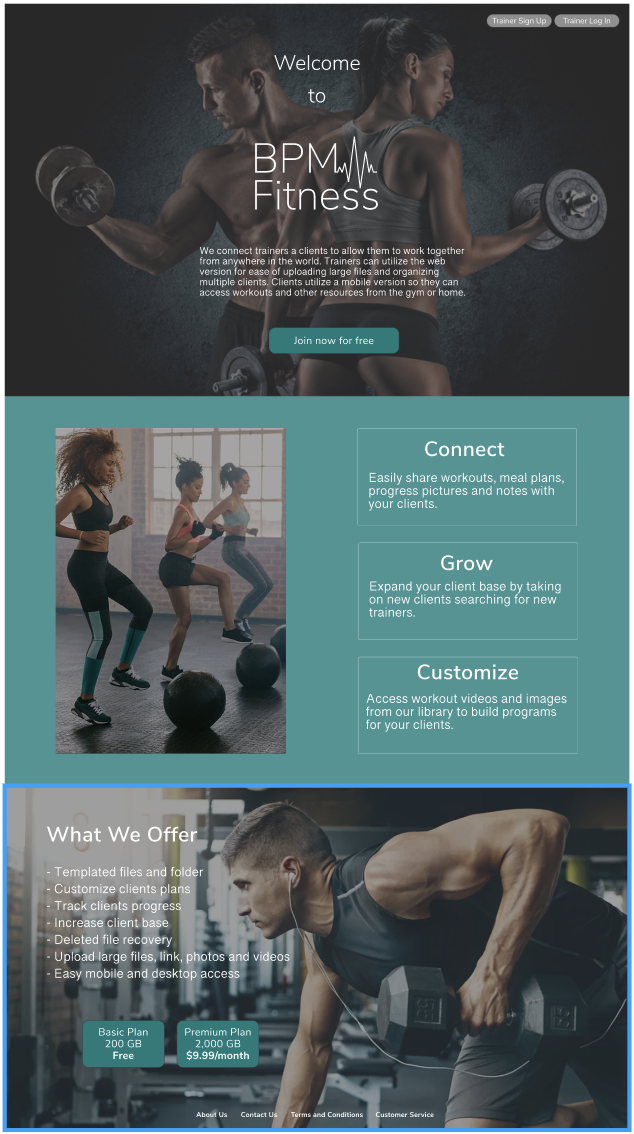 Trainer Sign Up Trainer Log In
Welcome
to
BPM
Fitness
We connect trainers a clients to allow them to work together
from anywhere in the world. Trainers can utilize the web
version for ease of uploading large files and organizing
multiple clients. Clients utilize a mobile version so they can
access workouts and other resources from the gym or home.
Join now for free
Connect
Easily share workouts, meal plans,
progress pictures and notes with
your clients.
Grow
Expand your client base by taking
on new clients searching for new
trainers.
Customize
Access workout videos and images
from our library to build programs
for your clients.
What We Offer
- Templated files and folder
- Customize clients plans
- Track clients progress
- Increase client base
- Deleted file recovery
- Upload large files, link, photos and videos
- Easy mobile and desktop access
Basic Plan
200 GB
Free
Premium Plan
2,000 GB
$9.99/month
About Us Contact Us Terms and Conditions Customer Service